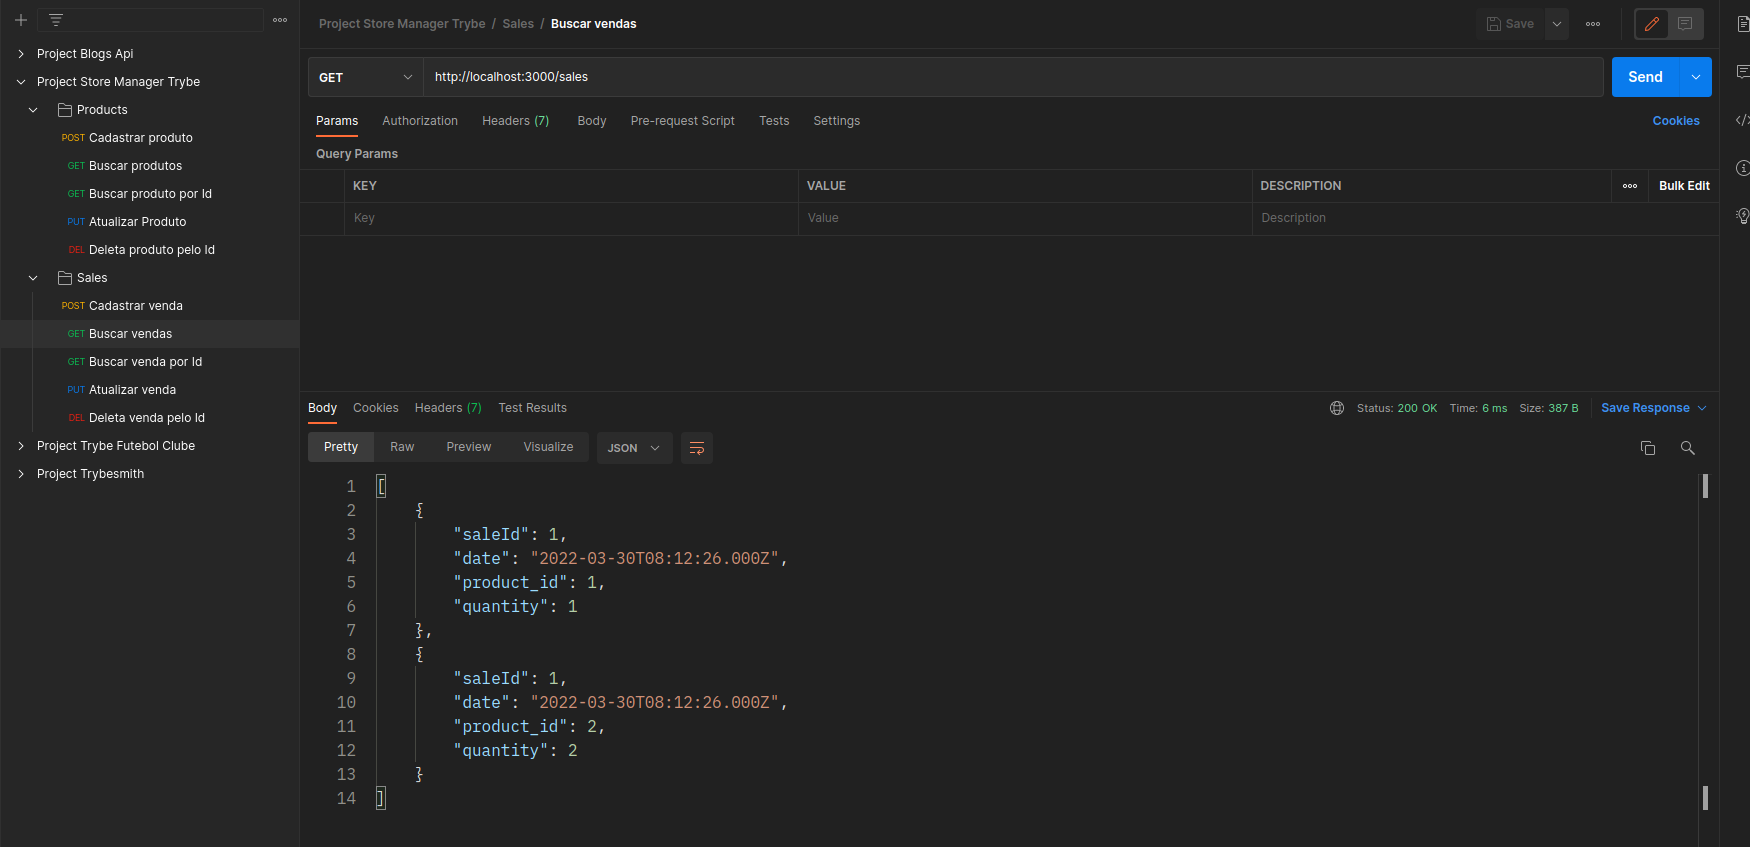 Project Blogs Api
Project Store Manager Trybe
Products
POST Cadastrar produto
GET Buscar produtos
GET Buscar produto por Id
PUT Atualizar Produto
DEL Deleta produto pelo Id
Sales
POST Cadastrar venda
GET Buscar vendas
GET Buscar venda por Id
PUT Atualizar venda
DEL Deleta venda pelo Id
Project Trybe Futebol Clube
Project Trybesmith
Project Store Manager Trybe / Sales / Buscar vendas
Save
GET http://localhost:3000/sales Send
Params Authorization Headers (7) Body Pre-request Script Tests Settings Cookies
Query Params
KEY VALUE DESCRIPTION Bulk Edit
Key Value Description
Body Cookies Headers (7) Test Results Status: 200 OK Time: 6 ms Size: 387 B Save Response
Pretty Raw Preview Visualize JSON
1 [
2 {
3 "saleId": 1,
4 "date": "2022-03-30T08:12:26.000Z",
5 "product_id": 1,
6 "quantity": 1
7 },
8 {
9 "saleId": 1,
10 "date": "2022-03-30T08:12:26.000Z",
11 "product_id": 2,
12 "quantity": 2
13 }
14 ]